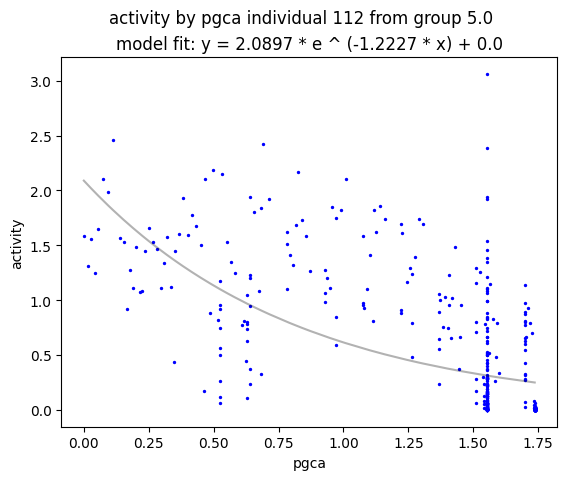 activity by pgca individual 112 from group 5.0
model fit: y = 2.0897 * e ^ (-1.2227 * x) + 0.0
3.0
2.5
2.0
1.5
1.0
0.5
0.0
activity
0.00 0.25 0.50 0.75 1.00 1.25 1.50 1.75
pgca